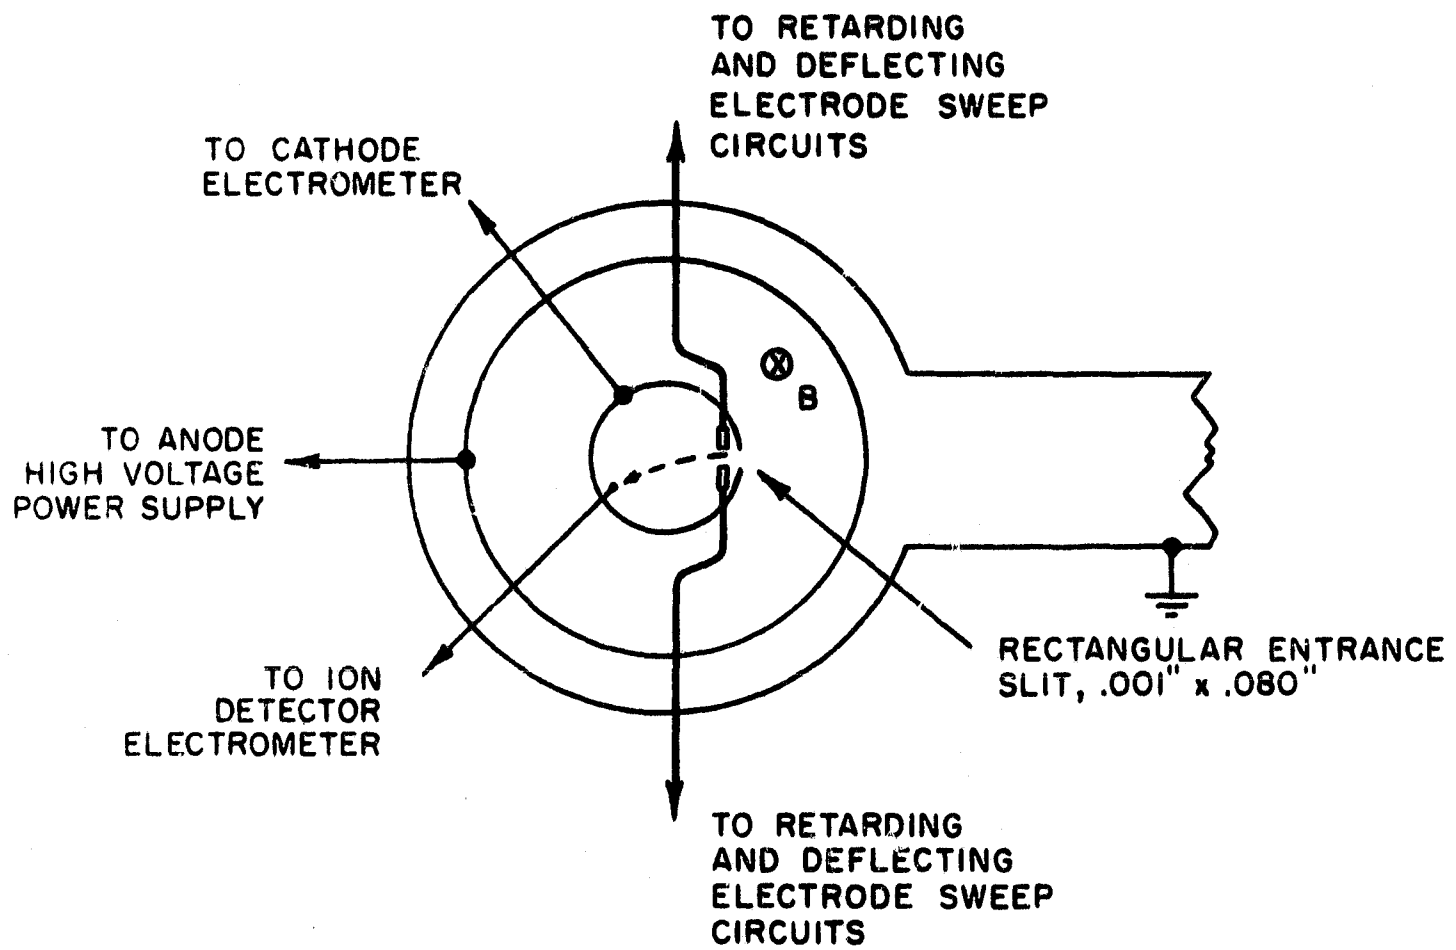 TO RETARDING
AND DEFLECTING
ELECTRODE SWEEP
CIRCUITS
TO CATHODE
ELECTROMETER
B
TO ANODE
HIGH VOLTAGE
POWER SUPPLY
RECTANGULAR ENTRANCE
SLIT, .001" x .080"
TO ION
DETECTOR
ELECTROMETER
TO RETARDING
AND DEFLECTING
ELECTRODE SWEEP
CIRCUITS